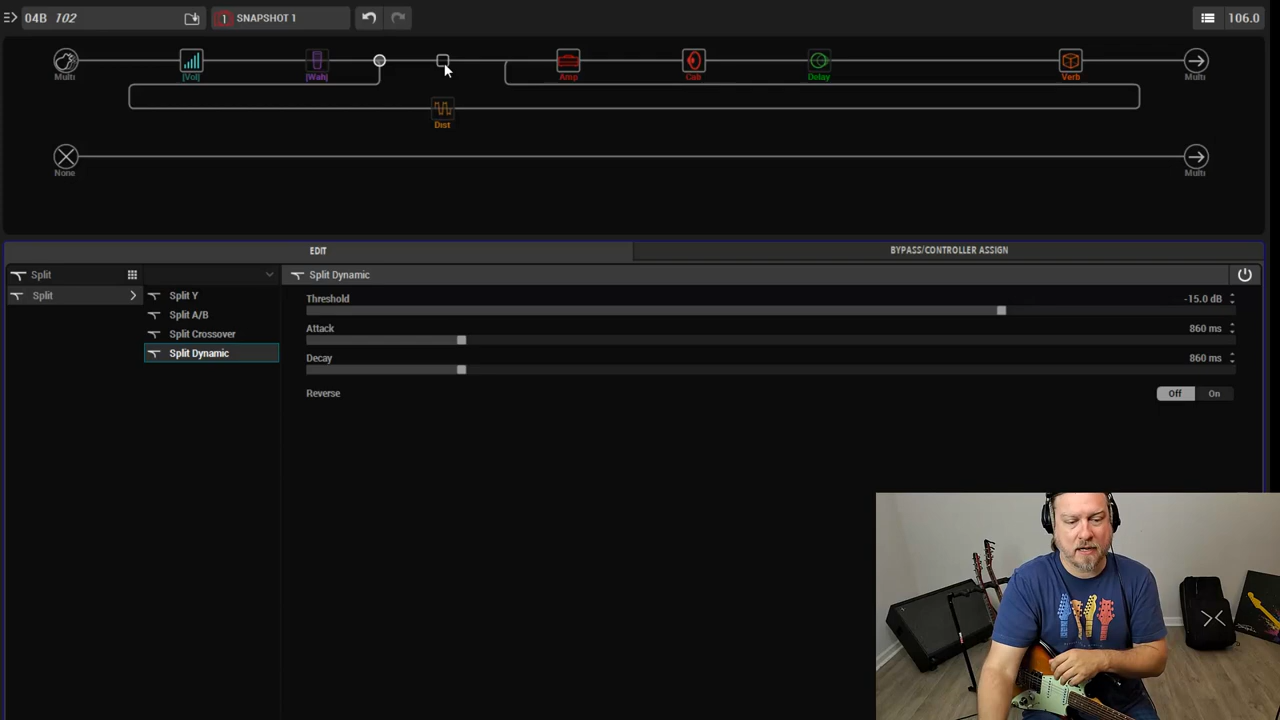 04B 102
1 SNAPSHOT 1
106.0
Multi [Vol] [Wah] Amp Cab Delay Verb Multi
Dist
None Multi
EDIT BYPASS/CONTROLLER ASSIGN
Split Split Dynamic
Split Split Y
Split A/B
Split Crossover
Split Dynamic
Threshold -15.0 dB
Attack 860 ms
Decay 860 ms
Reverse Off On